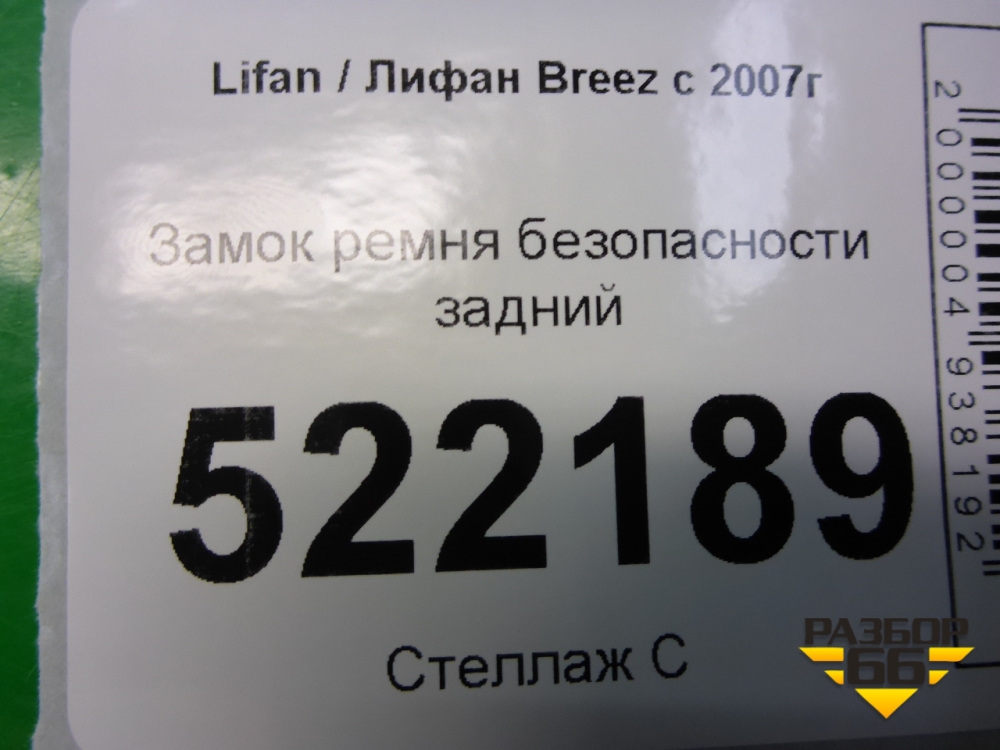 Lifan / Лифан Breez с 2007г
Замок ремня безопасности
задний
522189
Стеллаж С
2000004938192
РАЗБОР
66